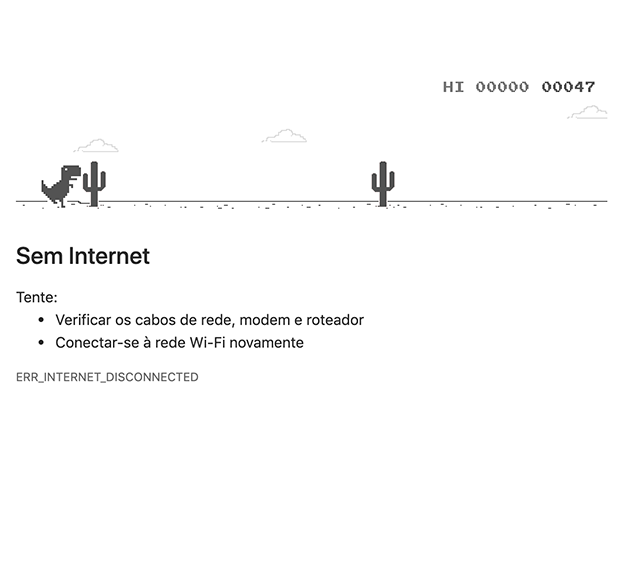 HI 00000 00047
Sem Internet
Tente:
• Verificar os cabos de rede, modem e roteador
• Conectar-se à rede Wi-Fi novamente
ERR_INTERNET_DISCONNECTED